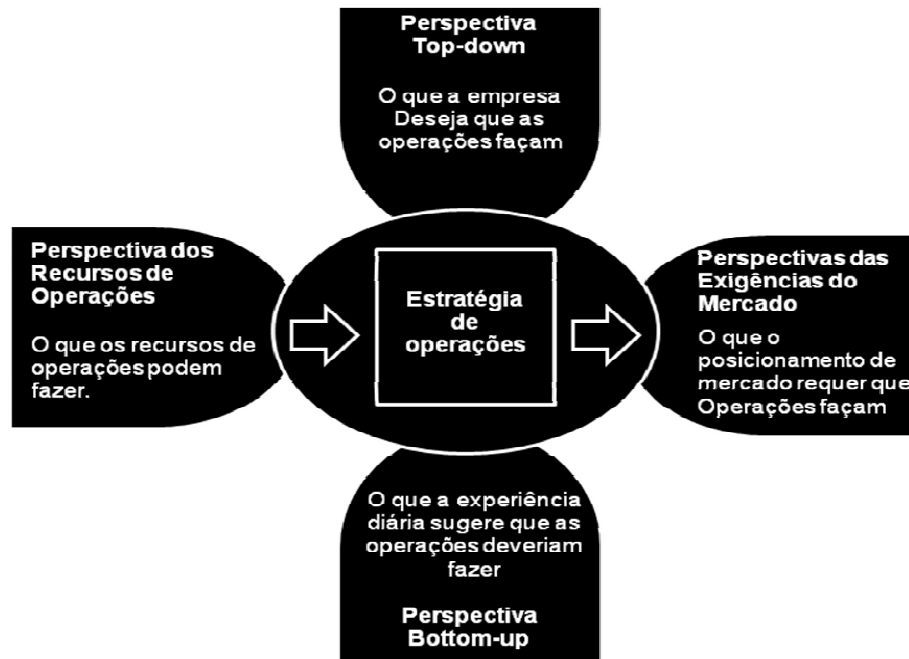 Perspectiva
Top-down
O que a empresa
Deseja que as
operações façam
Perspectiva dos
Recursos de
Operações
O que os recursos de
operações podem
fazer.
Estratégia
de
operações
Perspectivas das
Exigências do
Mercado
O que o
posicionamento de
mercado requer que
Operações façam
O que a experiência
diária sugere que as
operações deveriam
fazer
Perspectiva
Bottom-up